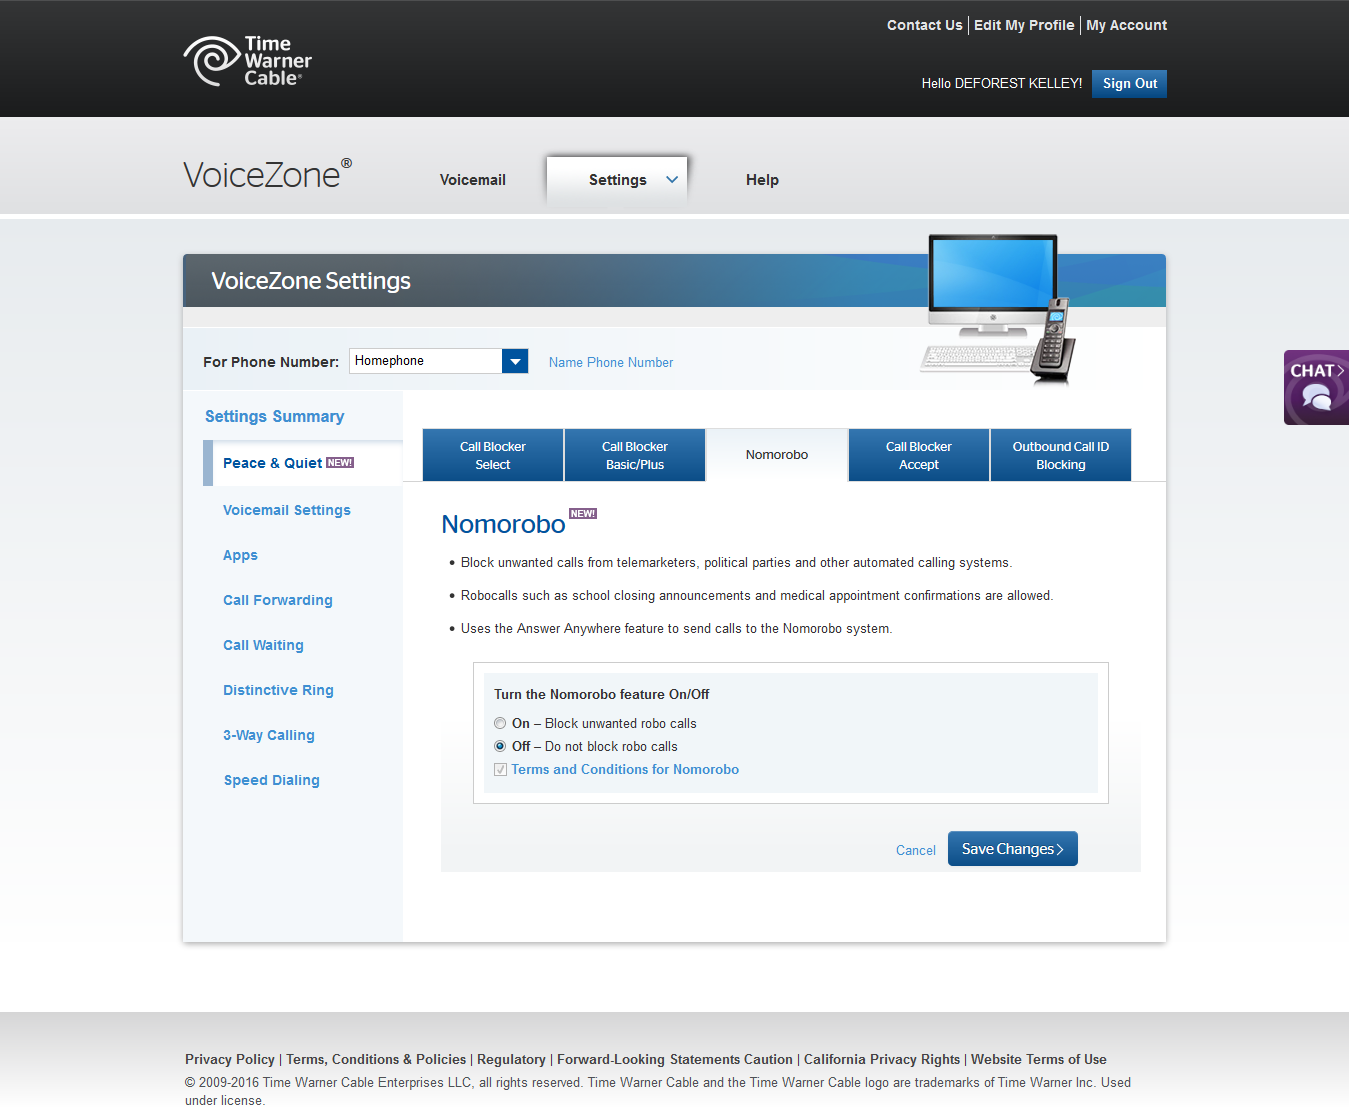 Contact Us | Edit My Profile | My Account
Time
Warner
Cable®
Hello DEFOREST KELLEY!
Sign Out
VoiceZone®
Voicemail
Settings
Help
VoiceZone Settings
For Phone Number:
Homephone
Name Phone Number
CHAT
Settings Summary
Peace & Quiet NEW!
Voicemail Settings
Apps
Call Forwarding
Call Waiting
Distinctive Ring
3-Way Calling
Speed Dialing
Call Blocker
Select
Call Blocker
Basic/Plus
Nomorobo
Call Blocker
Accept
Outbound Call ID
Blocking
Nomorobo NEW!
• Block unwanted calls from telemarketers, political parties and other automated calling systems.
• Robocalls such as school closing announcements and medical appointment confirmations are allowed.
• Uses the Answer Anywhere feature to send calls to the Nomorobo system.
Turn the Nomorobo feature On/Off
On – Block unwanted robo calls
Off – Do not block robo calls
Terms and Conditions for Nomorobo
Cancel
Save Changes
Privacy Policy | Terms, Conditions & Policies | Regulatory | Forward-Looking Statements Caution | California Privacy Rights | Website Terms of Use
© 2009-2016 Time Warner Cable Enterprises LLC, all rights reserved. Time Warner Cable and the Time Warner Cable logo are trademarks of Time Warner Inc. Used
under license.